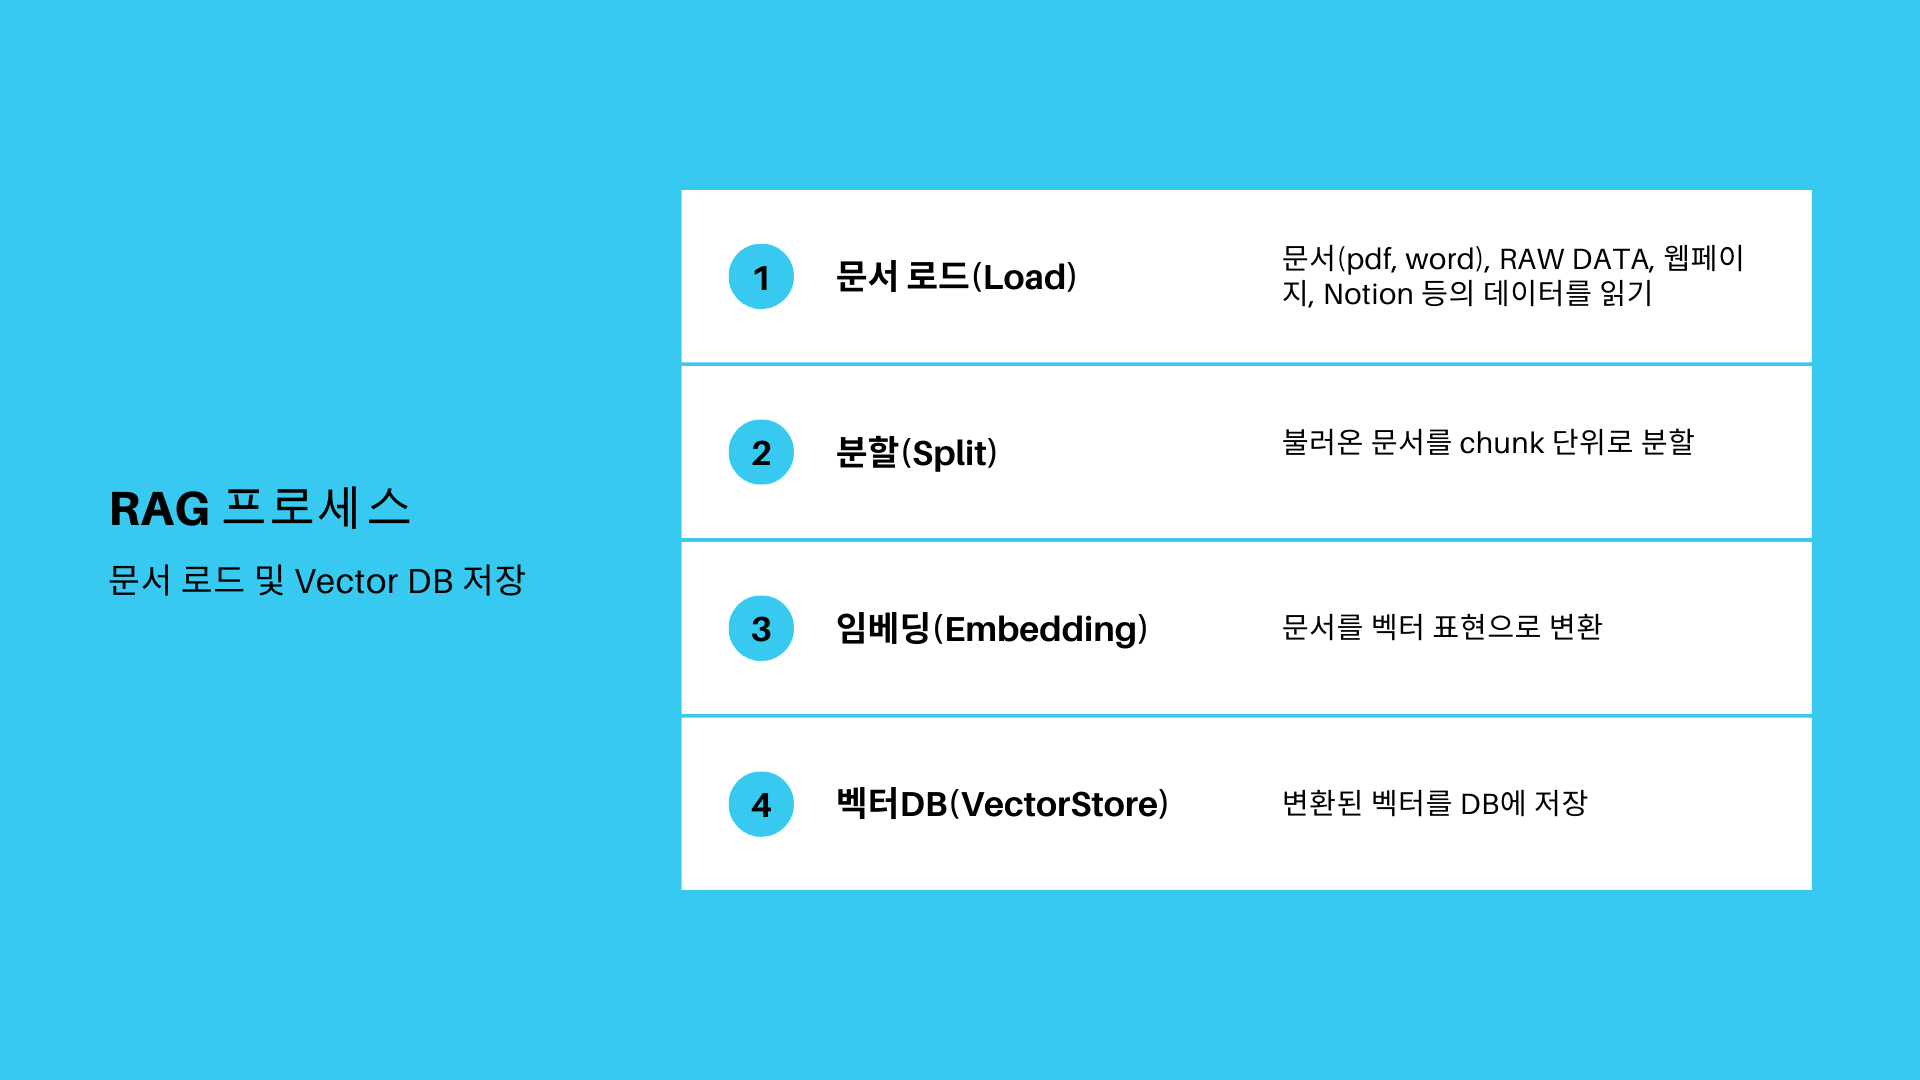 RAG 프로세스
문서 로드 및 Vector DB 저장
1
문서 로드(Load)
문서(pdf, word), RAW DATA, 웹페이
지, Notion 등의 데이터를 읽기
2
분할(Split)
불러온 문서를 chunk 단위로 분할
3
임베딩(Embedding)
문서를 벡터 표현으로 변환
4
벡터DB(VectorStore)
변환된 벡터를 DB에 저장